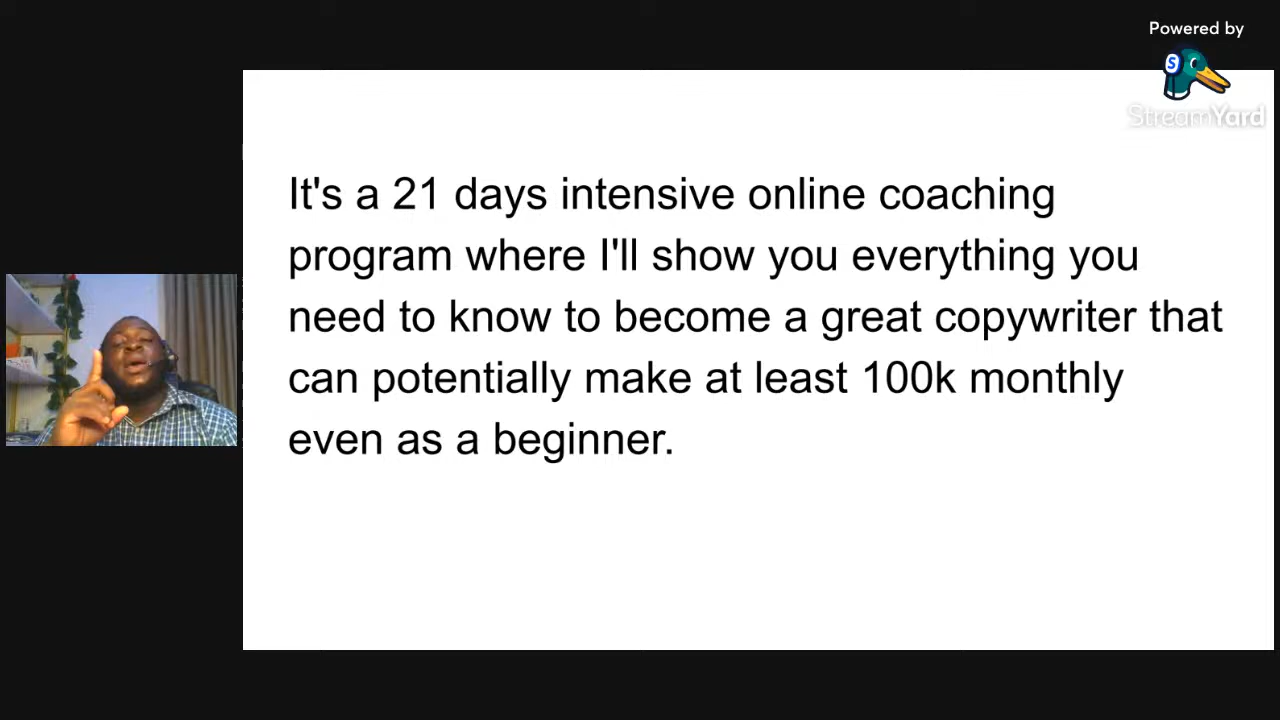 Powered by
StreamYard
It's a 21 days intensive online coaching
program where I'll show you everything you
need to know to become a great copywriter that
can potentially make at least 100k monthly
even as a beginner.